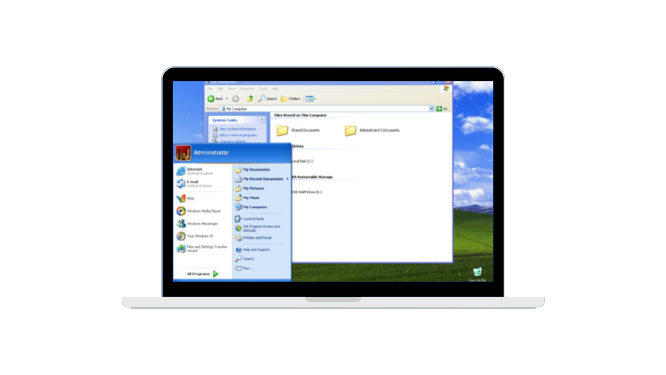 File Edit View Favorites Tools Help
Back Search Folders
Address My Computer Go
System Tasks
View system information
Add or remove programs
Change a setting
Files Stored on This Computer
Shared Documents
Administrator's Documents
Local Disk (C:)
with Removable Storage
Administrator
Internet
Internet Explorer
E-mail
Outlook Express
MSN
Windows Media Player
Windows Messenger
Tour Windows XP
Files and Settings Transfer
Wizard
All Programs
My Documents
My Recent Documents
My Pictures
My Music
My Computer
Control Panel
Set Program Access and
Defaults
Printers and Faxes
Help and Support
Search
Run...
Recycle Bin